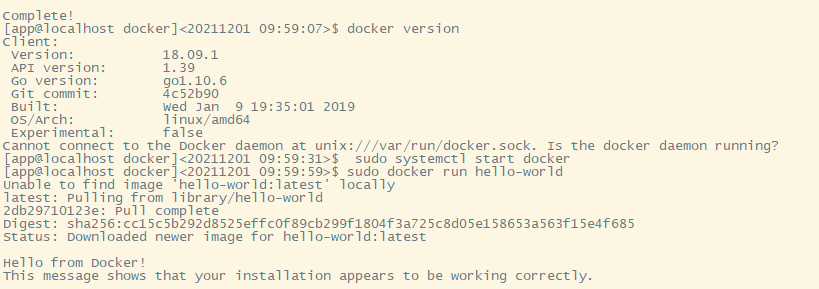 Complete!
[app@localhost docker]<20211201 09:59:07>$ docker version
Client:
 Version:           18.09.1
 API version:       1.39
 Go version:        go1.10.6
 Git commit:        4c52b90
 Built:             Wed Jan  9 19:35:01 2019
 OS/Arch:           linux/amd64
 Experimental:      false
Cannot connect to the Docker daemon at unix:///var/run/docker.sock. Is the docker daemon running?
[app@localhost docker]<20211201 09:59:31>$  sudo systemctl start docker
[app@localhost docker]<20211201 09:59:59>$ sudo docker run hello-world
Unable to find image 'hello-world:latest' locally
latest: Pulling from library/hello-world
2db29710123e: Pull complete
Digest: sha256:cc15c5b292d8525effc0f89cb299f1804f3a725c8d05e158653a563f15e4f685
Status: Downloaded newer image for hello-world:latest

Hello from Docker!
This message shows that your installation appears to be working correctly.